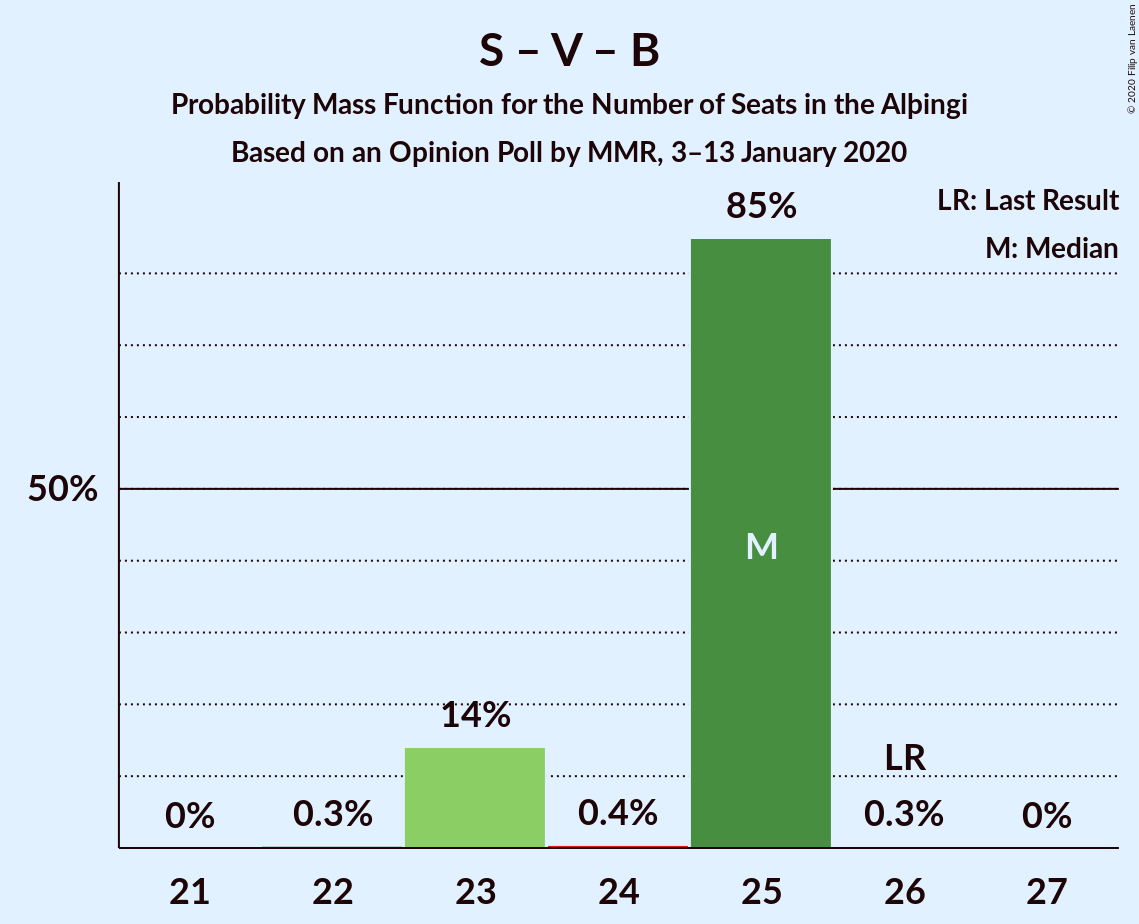 S – V – B
Probability Mass Function for the Number of Seats in the Alþingi
Based on an Opinion Poll by MMR, 3–13 January 2020
© 2020 Filip van Laenen
LR: Last Result
M: Median
85%
50%
M
14%
LR
0%
0.3%
0.4%
0.3%
0%
21 22 23 24 25 26 27